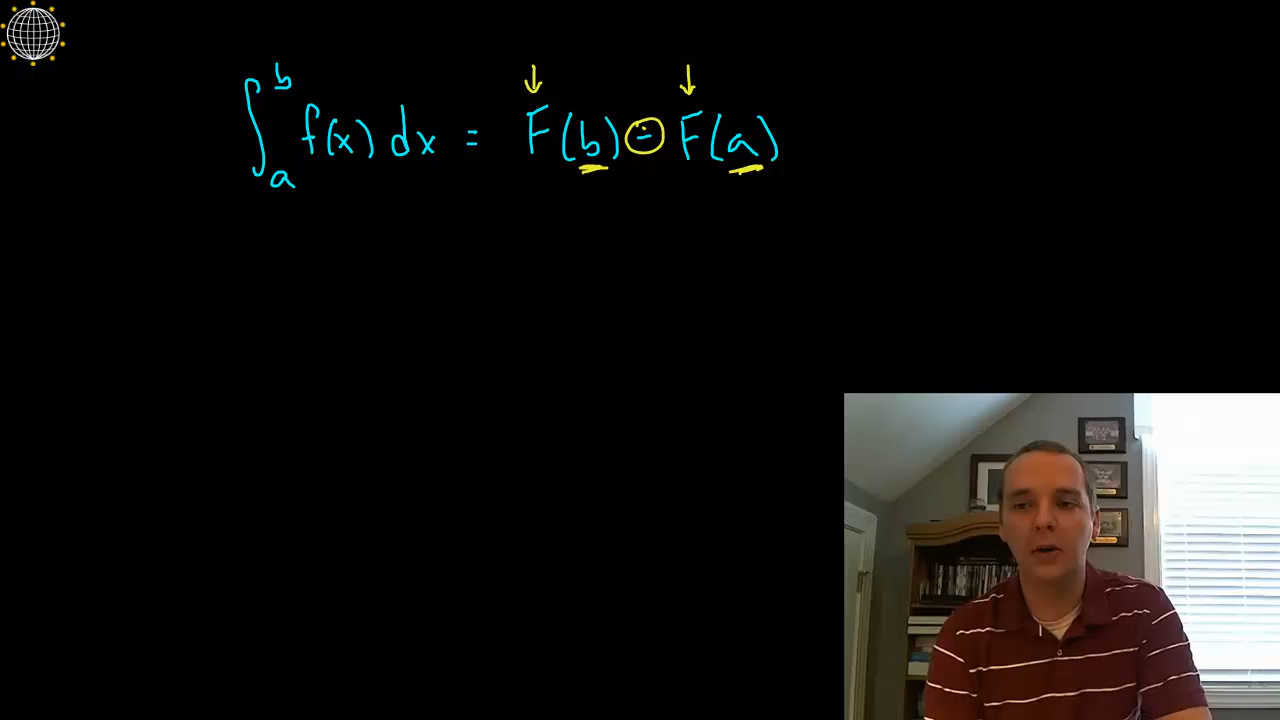 ∫_a^b f(x) dx = F(b) - F(a)